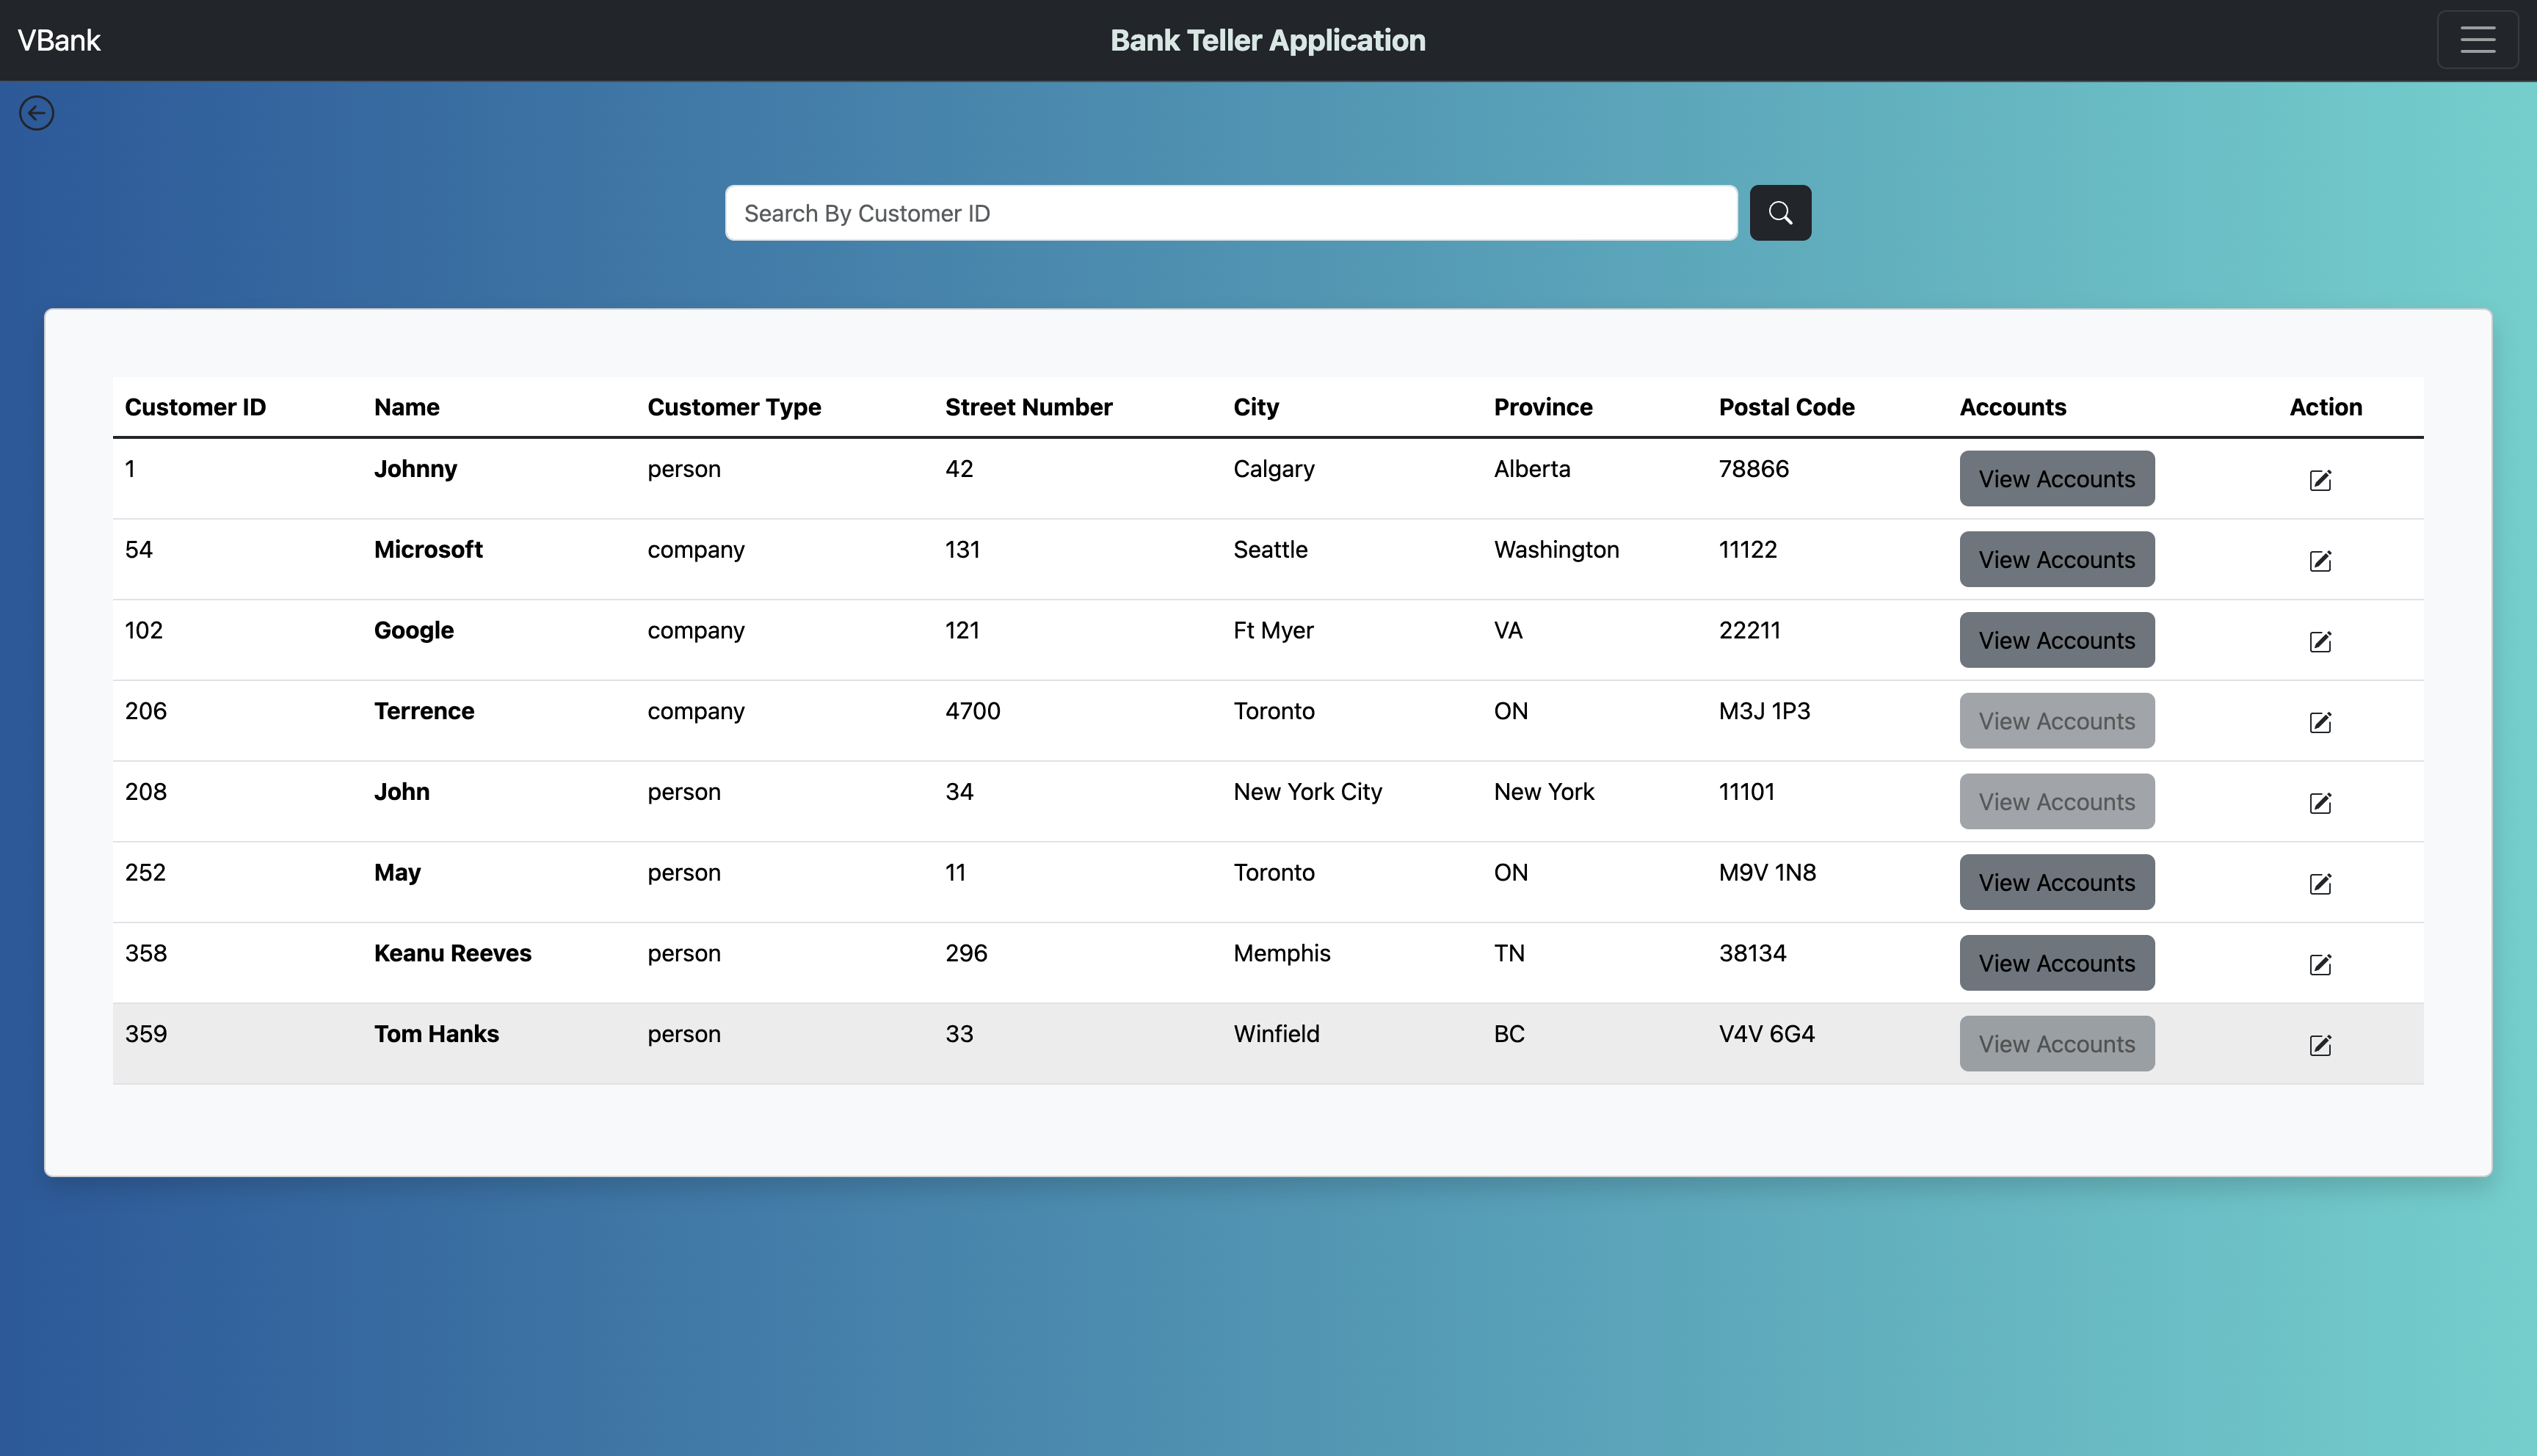 VBank Bank Teller Application
Search By Customer ID
Customer ID Name Customer Type Street Number City Province Postal Code Accounts Action
1 Johnny person 42 Calgary Alberta 78866 View Accounts
54 Microsoft company 131 Seattle Washington 11122 View Accounts
102 Google company 121 Ft Myer VA 22211 View Accounts
206 Terrence company 4700 Toronto ON M3J 1P3 View Accounts
208 John person 34 New York City New York 11101 View Accounts
252 May person 11 Toronto ON M9V 1N8 View Accounts
358 Keanu Reeves person 296 Memphis TN 38134 View Accounts
359 Tom Hanks person 33 Winfield BC V4V 6G4 View Accounts